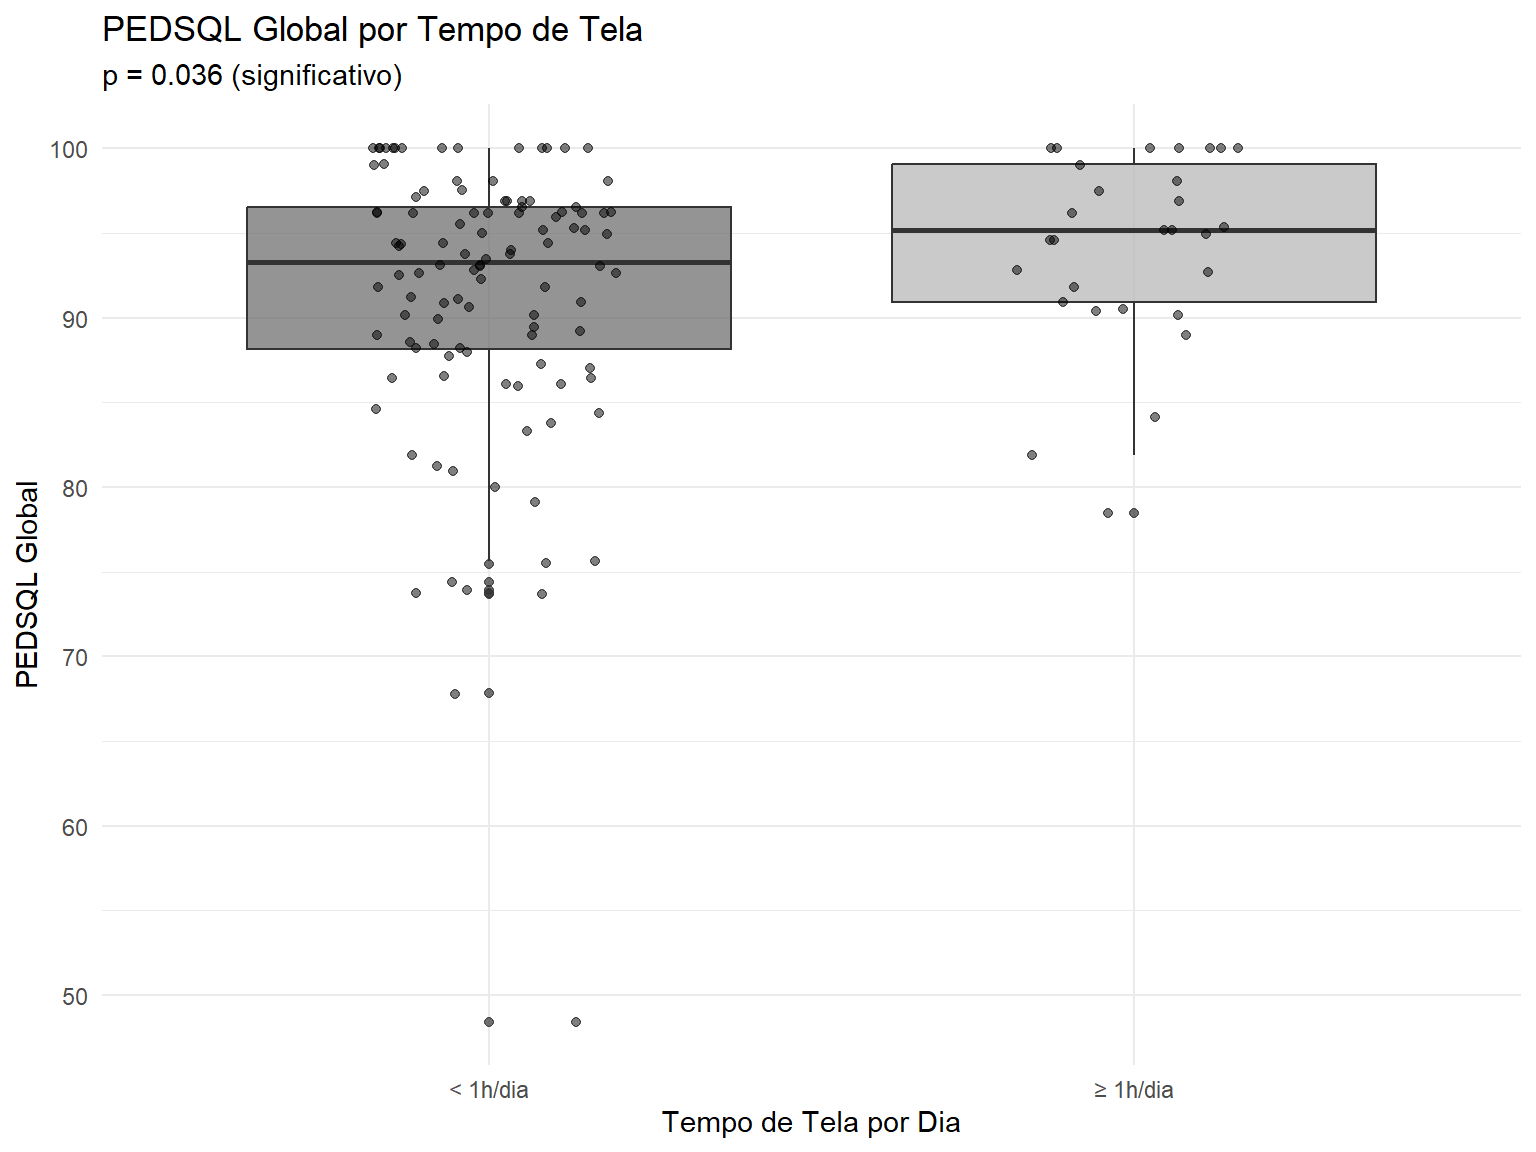 PEDSQL Global por Tempo de Tela
p = 0.036 (significativo)
PEDSQL Global
100
90
80
70
60
50
< 1h/dia
≥ 1h/dia
Tempo de Tela por Dia